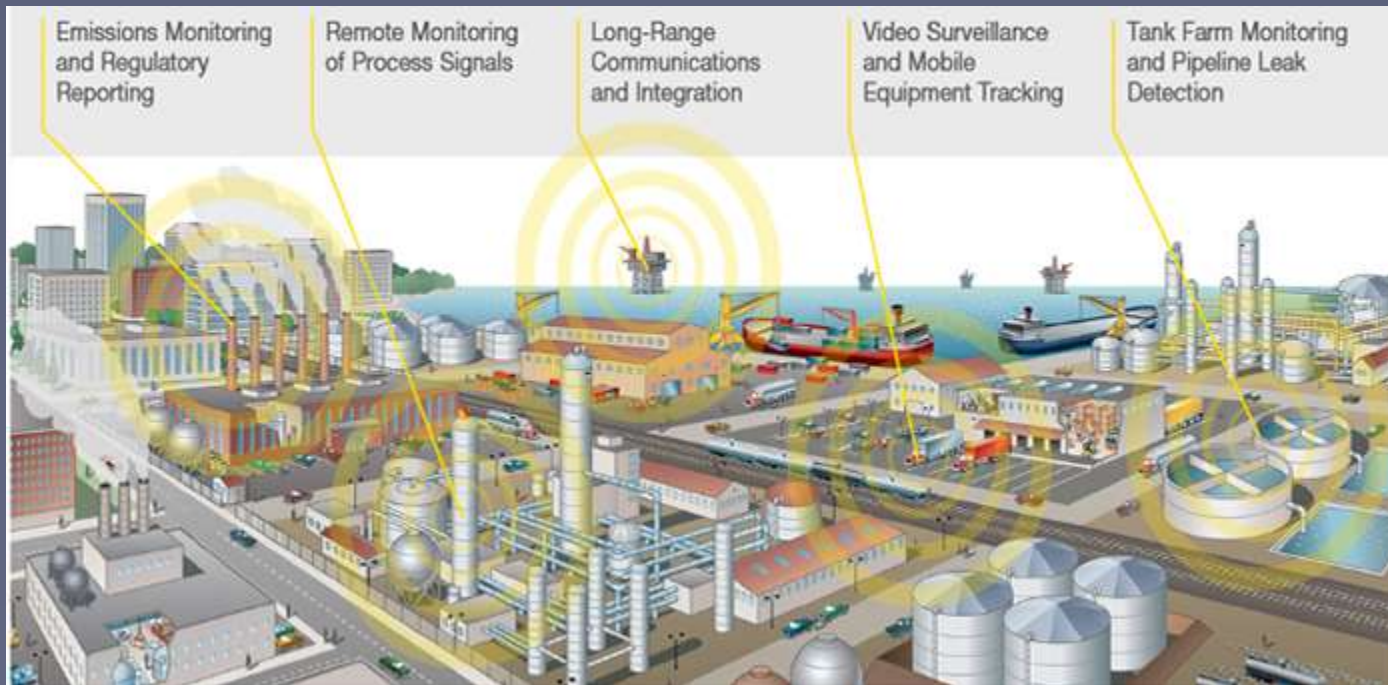 Emissions Monitoring
and Regulatory
Reporting
Remote Monitoring
of Process Signals
Long-Range
Communications
and Integration
Video Surveillance
and Mobile
Equipment Tracking
Tank Farm Monitoring
and Pipeline Leak
Detection